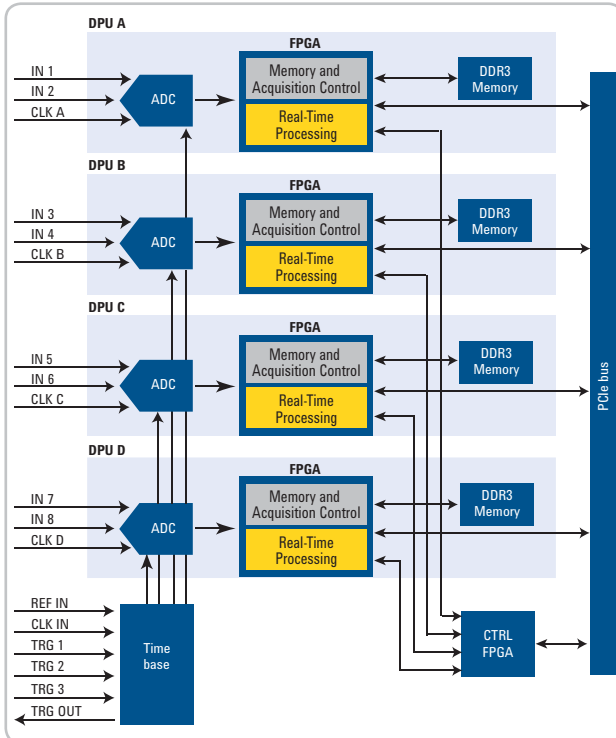 DPU A
FPGA
IN 1
IN 2
CLK A
ADC
Memory and
Acquisition Control
Real-Time
Processing
DDR3
Memory
DPU B
FPGA
IN 3
IN 4
CLK B
ADC
Memory and
Acquisition Control
Real-Time
Processing
DDR3
Memory
DPU C
FPGA
IN 5
IN 6
CLK C
ADC
Memory and
Acquisition Control
Real-Time
Processing
DDR3
Memory
DPU D
FPGA
IN 7
IN 8
CLK D
ADC
Memory and
Acquisition Control
Real-Time
Processing
DDR3
Memory
PCIe bus
REF IN
CLK IN
TRG 1
TRG 2
TRG 3
TRG OUT
Time
base
CTRL
FPGA